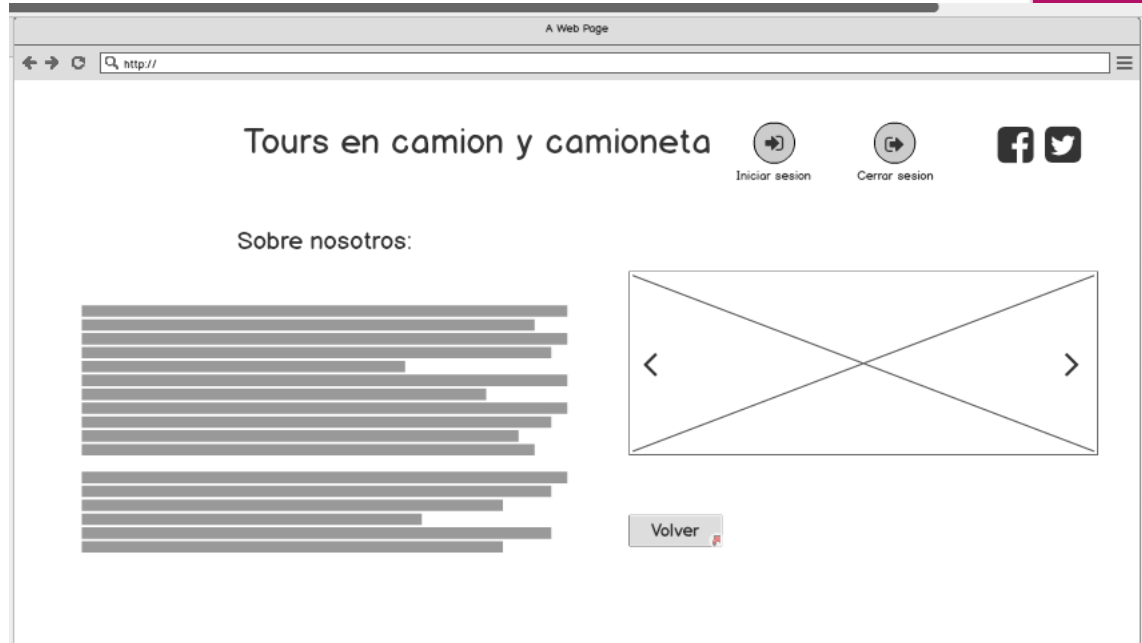 A Web Page
http://
Tours en camion y camioneta
Iniciar sesion
Cerrar sesion
Sobre nosotros:
Volver